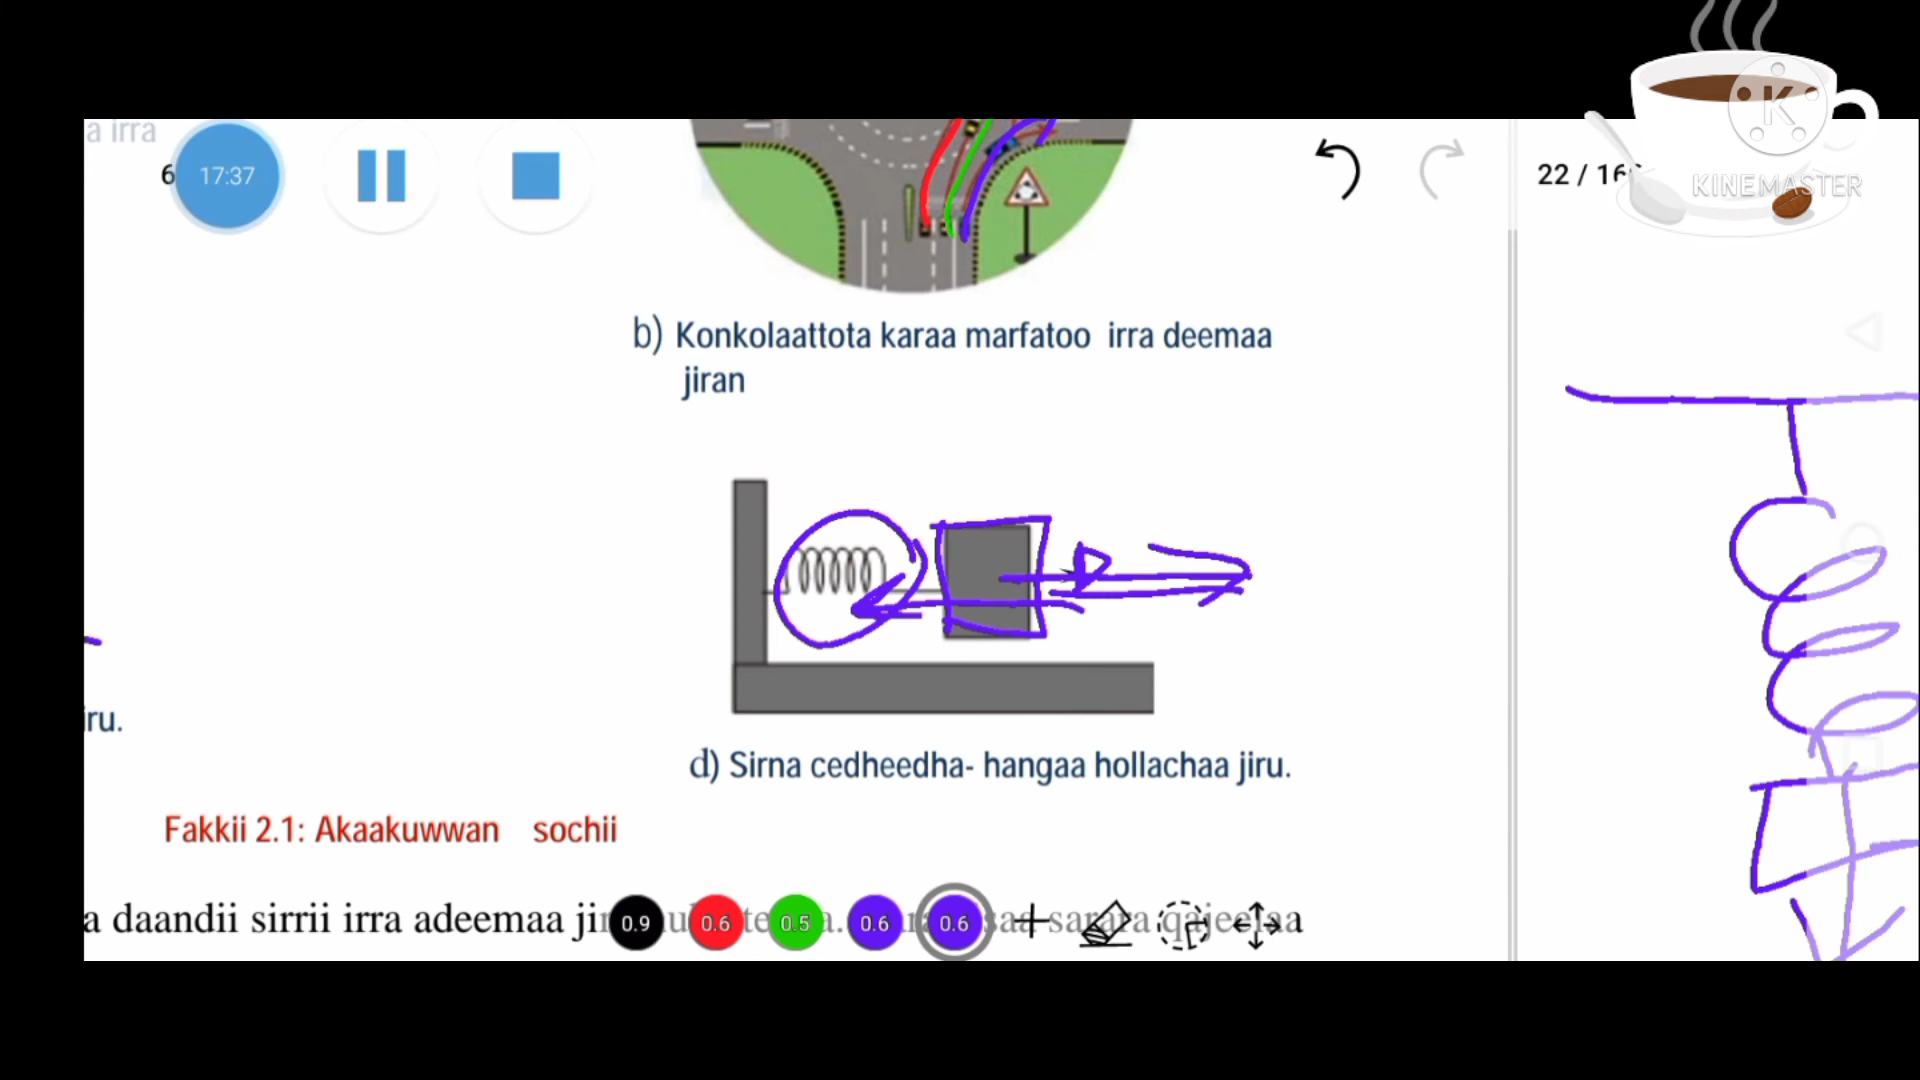 a irra
6
17:37
22 / 16
KINEMASTER
b) Konkolaattota karaa marfatoo irra deemaa
jiran
iru.
d) Sirna cedheedha- hangaa hollachaa jiru.
Fakkii 2.1: Akaakuwwan sochii
a daandii sirrii irra adeemaa sarara qajeelaa
0.9 0.6 0.5 0.6 0.6